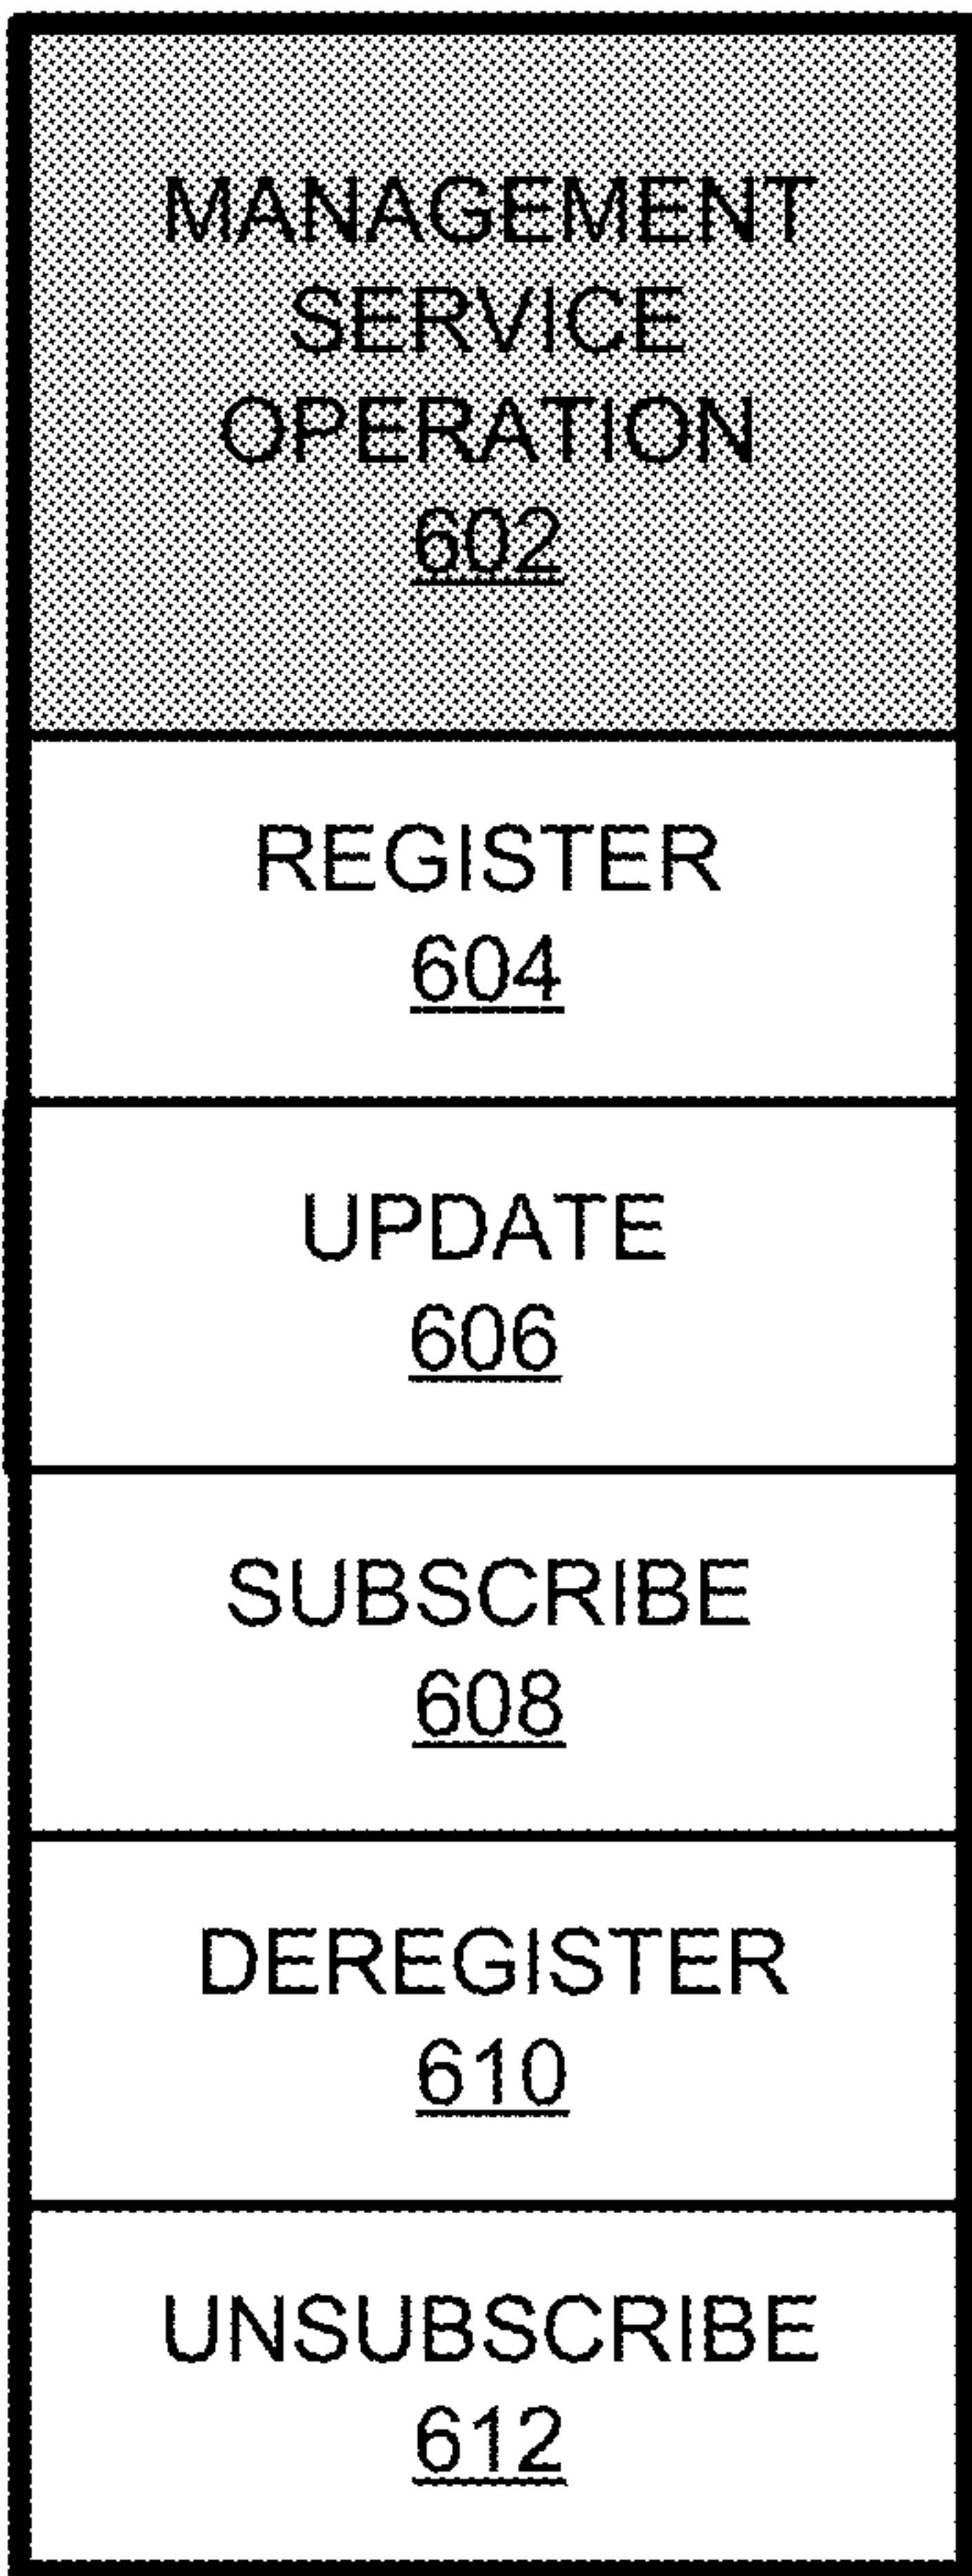 MANAGEMENT
SERVICE
OPERATION
602
REGISTER
604
UPDATE
606
SUBSCRIBE
608
DEREGISTER
610
UNSUBSCRIBE
612